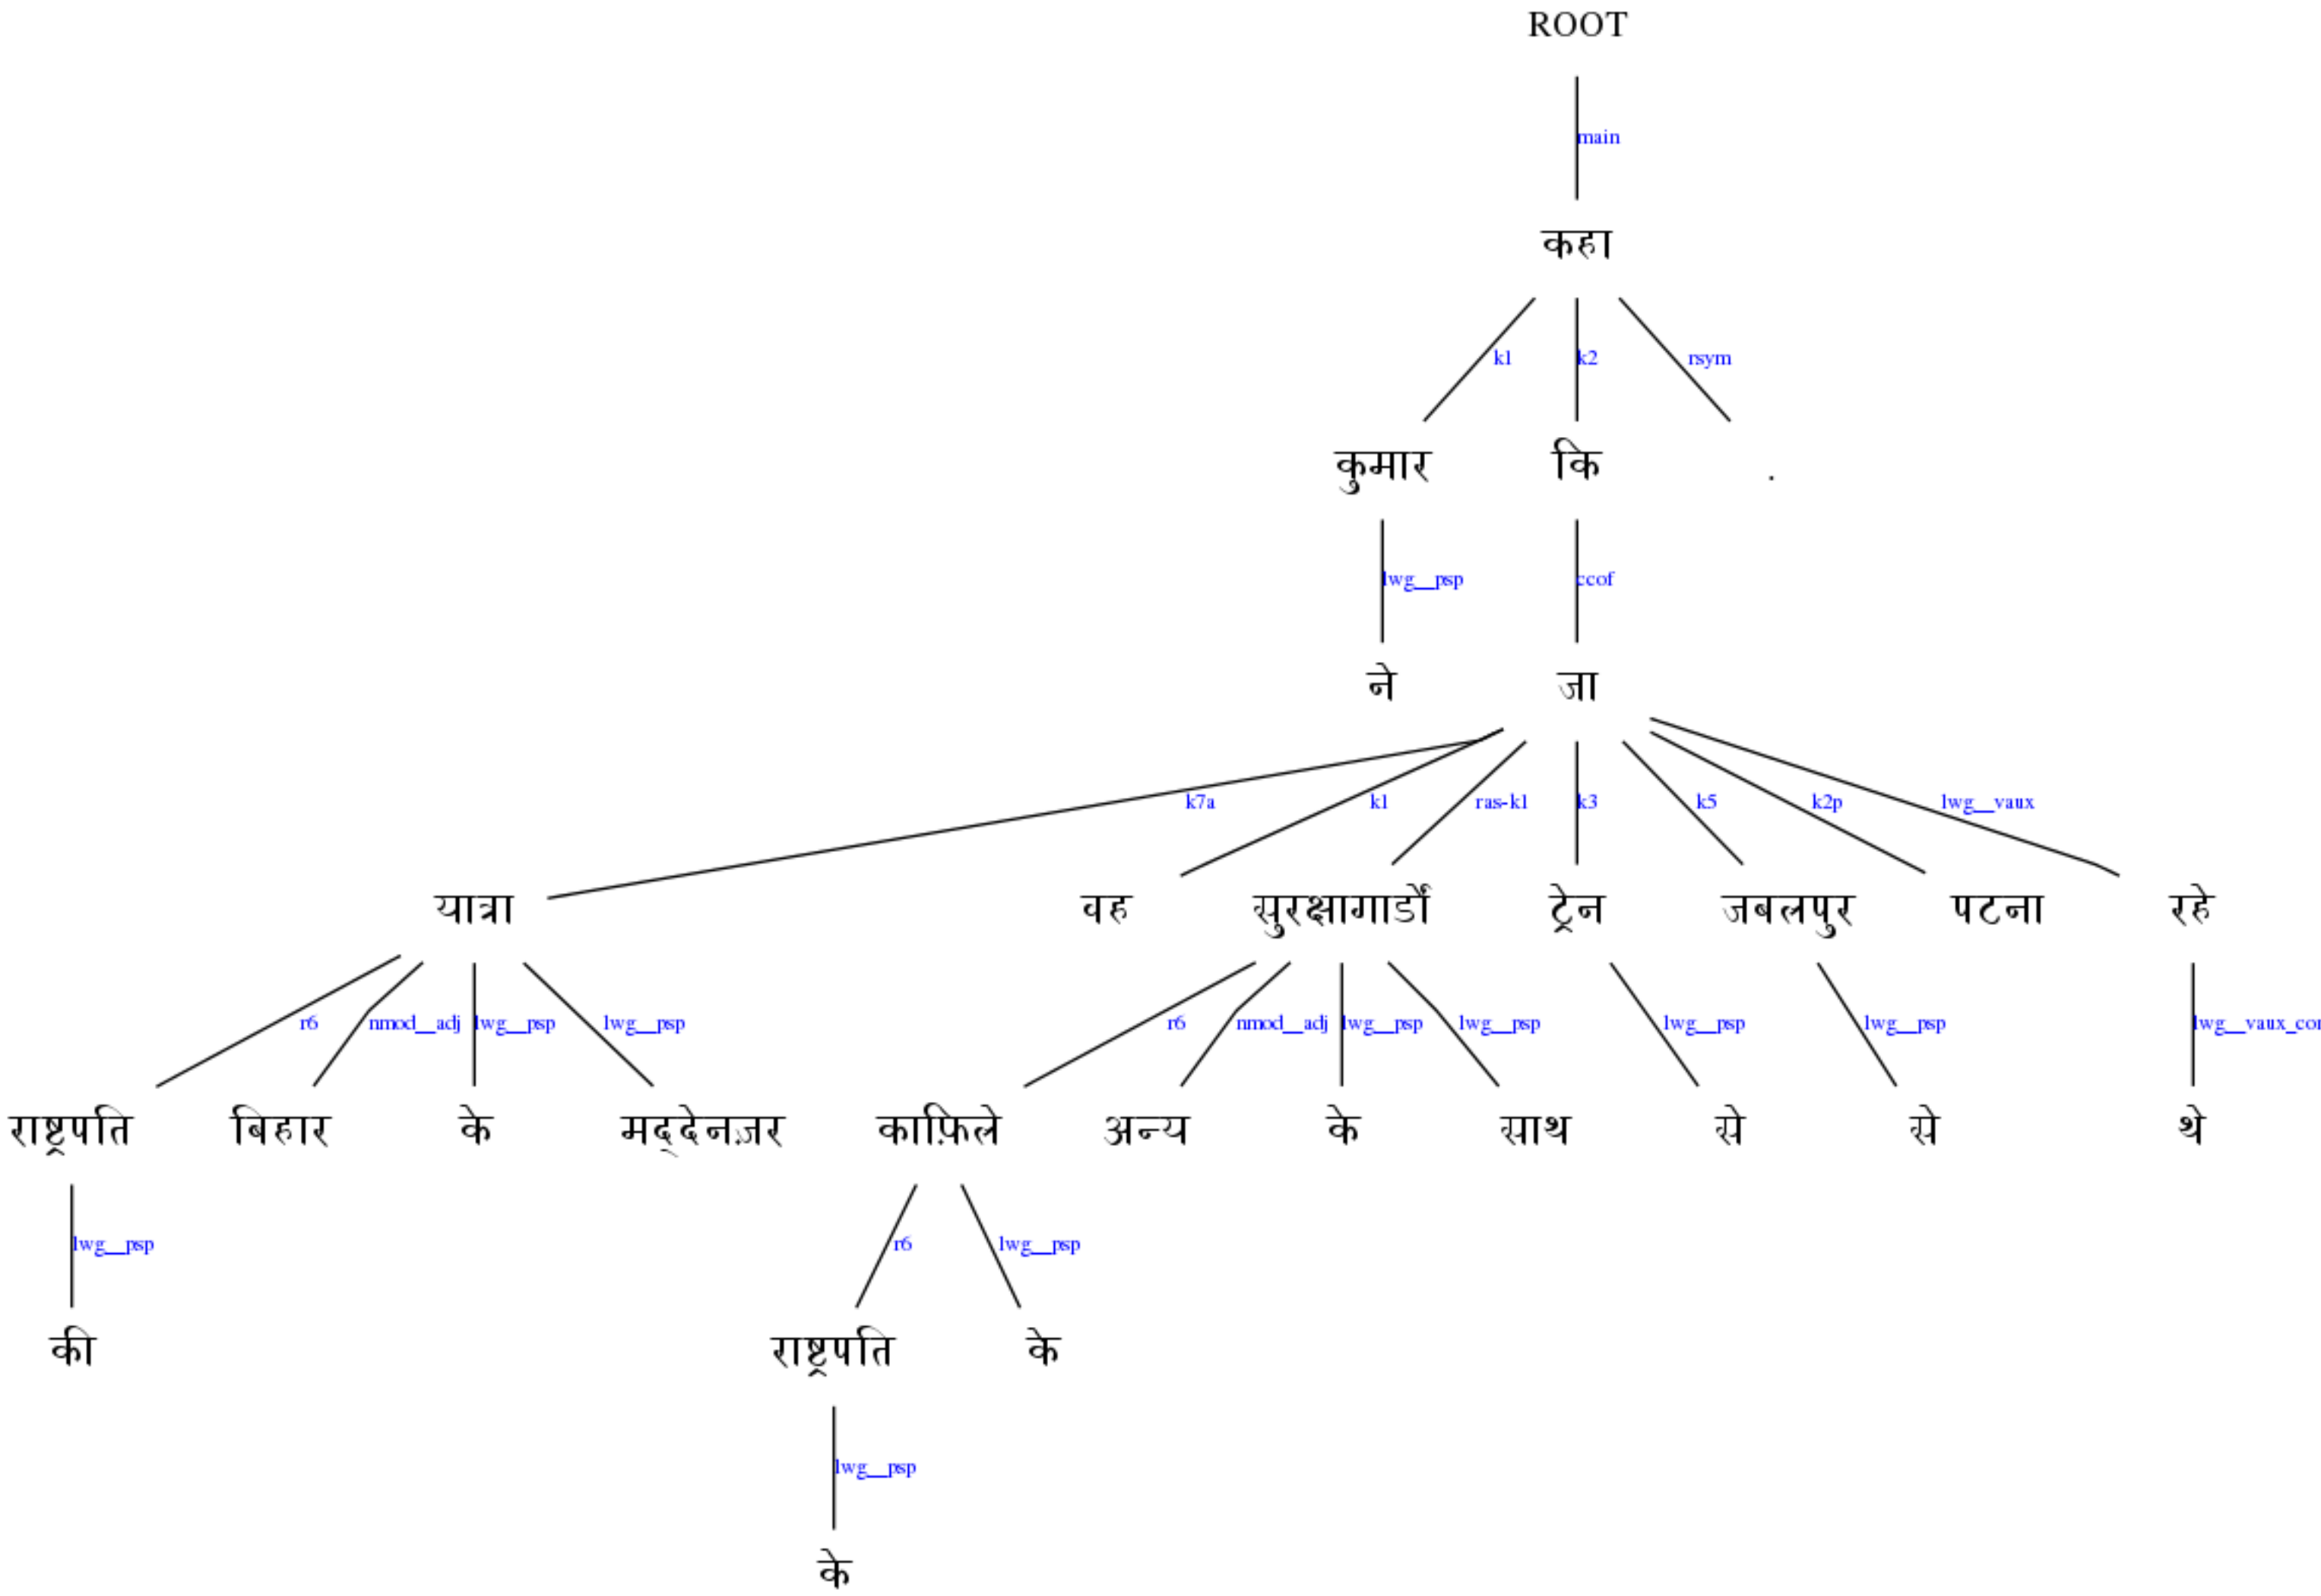 ROOT
main
कहा
k1 k2 rsym
कुमार कि .
lwg__psp ccof
ने जा
k7a k1 ras-k1 k3 k5 k2p lwg__vaux
यात्रा वह सुरक्षागार्डों ट्रेन जबलपुर पटना रहे
r6 nmod__adj lwg__psp lwg__psp r6 nmod__adj lwg__psp lwg__psp lwg__psp lwg__psp lwg__vaux_cor
राष्ट्रपति बिहार के मद्देनज़र काफ़िले अन्य के साथ से से थे
lwg__psp r6 lwg__psp
की राष्ट्रपति के
lwg__psp
के